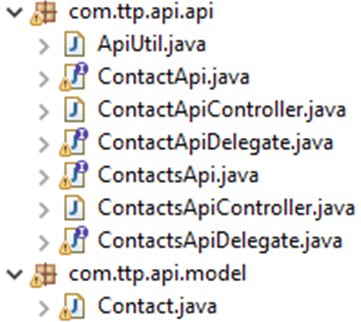 com.ttp.api.api
ApiUtil.java
ContactApi.java
ContactApiController.java
ContactApiDelegate.java
ContactsApi.java
ContactsApiController.java
ContactsApiDelegate.java
com.ttp.api.model
Contact.java